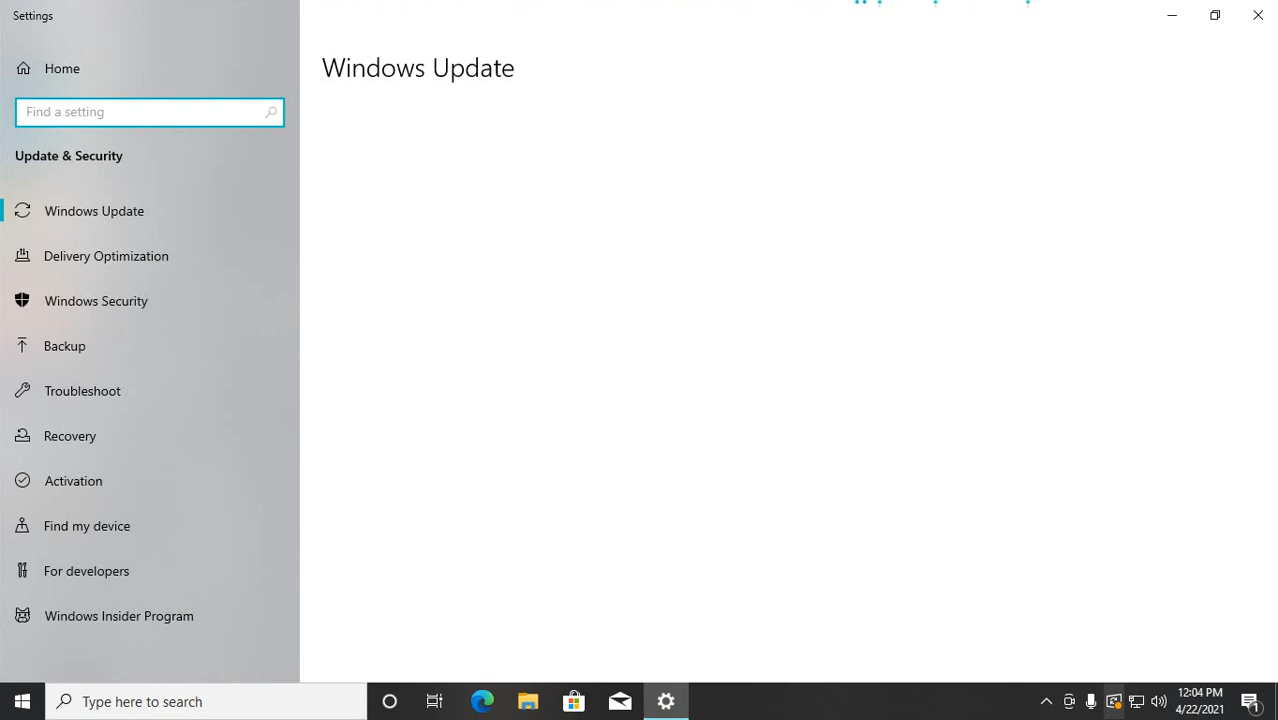 Settings
Home
Find a setting
Update & Security
Windows Update
Delivery Optimization
Windows Security
Backup
Troubleshoot
Recovery
Activation
Find my device
For developers
Windows Insider Program
Windows Update
Type here to search
12:04 PM
4/22/2021
1